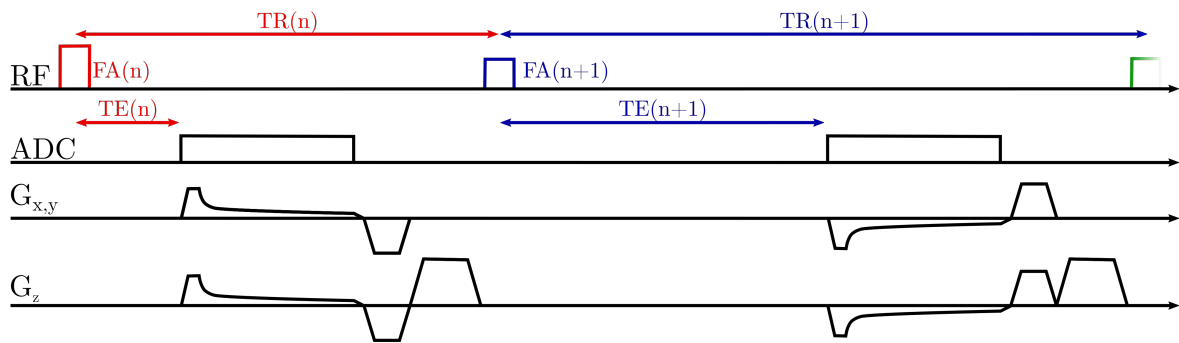 TR(n) TR(n+1)
RF FA(n) FA(n+1)
TE(n) TE(n+1)
ADC
Gx,y
Gz